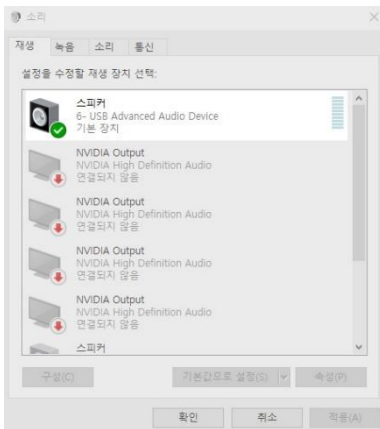 소리
재생 녹음 소리 통신
설정을 수정할 재생 장치 선택:
스피커
6- USB Advanced Audio Device
기본 장치
NVIDIA Output
NVIDIA High Definition Audio
연결되지 않음
NVIDIA Output
NVIDIA High Definition Audio
연결되지 않음
NVIDIA Output
NVIDIA High Definition Audio
연결되지 않음
NVIDIA Output
NVIDIA High Definition Audio
연결되지 않음
스피커
구성(C) 기본값으로 설정(S) 속성(P)
확인 취소 적용(A)